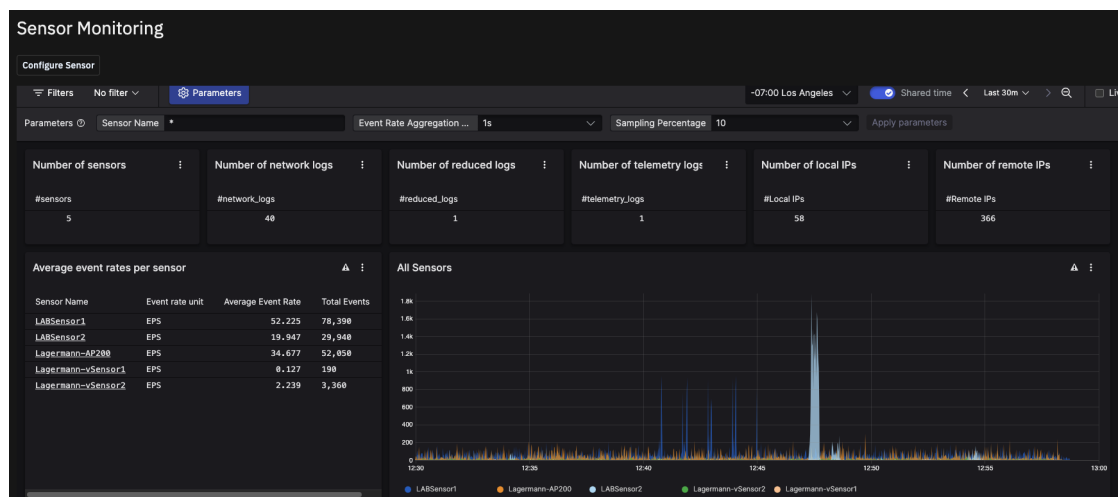 Sensor Monitoring
Configure Sensor
Filters No filter Parameters -07:00 Los Angeles Shared time Last 30m Li
Parameters Sensor Name * Event Rate Aggregation ... 1s Sampling Percentage 10 Apply parameters
Number of sensors Number of network logs Number of reduced logs Number of telemetry logs Number of local IPs Number of remote IPs
#sensors #network_logs #reduced_logs #telemetry_logs #Local IPs #Remote IPs
5 40 1 1 58 366
Average event rates per sensor
Sensor Name Event rate unit Average Event Rate Total Events
LABSensor1 EPS 52.225 78,390
LABSensor2 EPS 19.947 29,940
Lagermann-AP200 EPS 34.677 52,050
Lagermann-vSensor1 EPS 0.127 190
Lagermann-vSensor2 EPS 2.239 3,360
All Sensors
1.8k
1.6k
1.4k
1.2k
1k
800
600
400
200
0
12:30 12:35 12:40 12:45 12:50 12:55 13:00
LABSensor1 Lagermann-AP200 LABSensor2 Lagermann-vSensor2 Lagermann-vSensor1